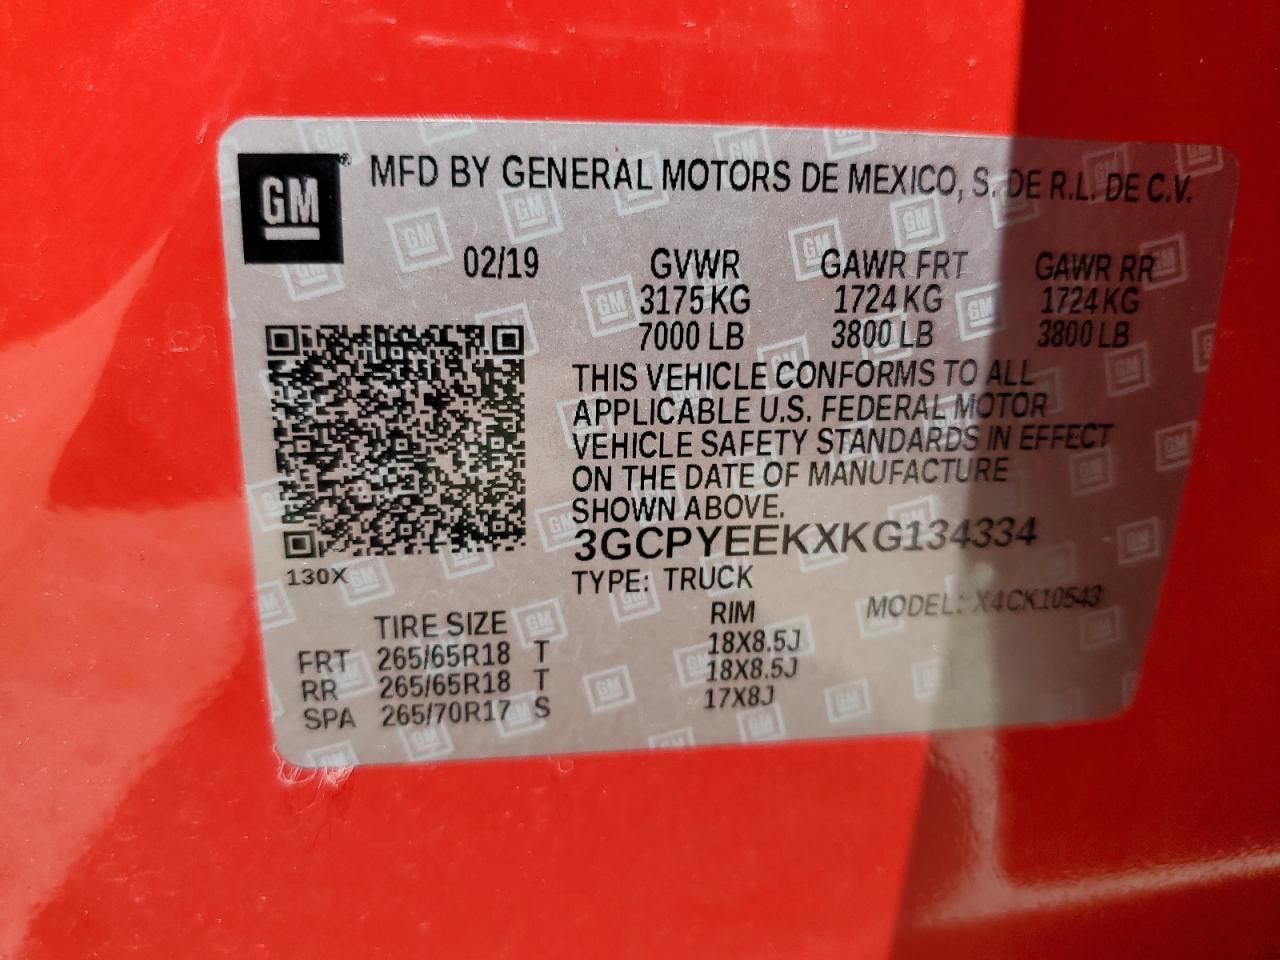 GM® MFD BY GENERAL MOTORS DE MEXICO, S. DE R.L. DE C.V.
02/19 GVWR GAWR FRT GAWR RR
3175 KG 1724 KG 1724 KG
7000 LB 3800 LB 3800 LB
THIS VEHICLE CONFORMS TO ALL
APPLICABLE U.S. FEDERAL MOTOR
VEHICLE SAFETY STANDARDS IN EFFECT
ON THE DATE OF MANUFACTURE
SHOWN ABOVE.
3GCPYEEKXKG134334
130X TYPE: TRUCK
MODEL: X4CK10543
TIRE SIZE RIM
FRT 265/65R18 T 18X8.5J
RR 265/65R18 T 18X8.5J
SPA 265/70R17 S 17X8J